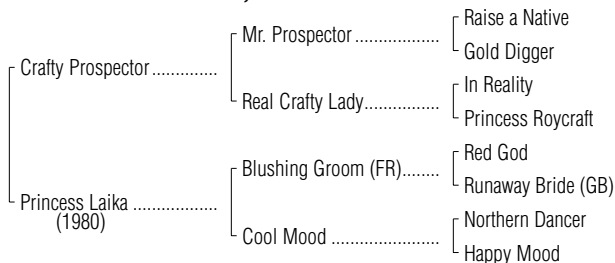 Raise a Native
Mr. Prospector ...................
Gold Digger
Crafty Prospector ...............
In Reality
Real Crafty Lady.................
Princess Roycraft
Red God
Blushing Groom (FR)........
Runaway Bride (GB)
Princess Laika ...................
(1980)
Northern Dancer
Cool Mood ........................
Happy Mood